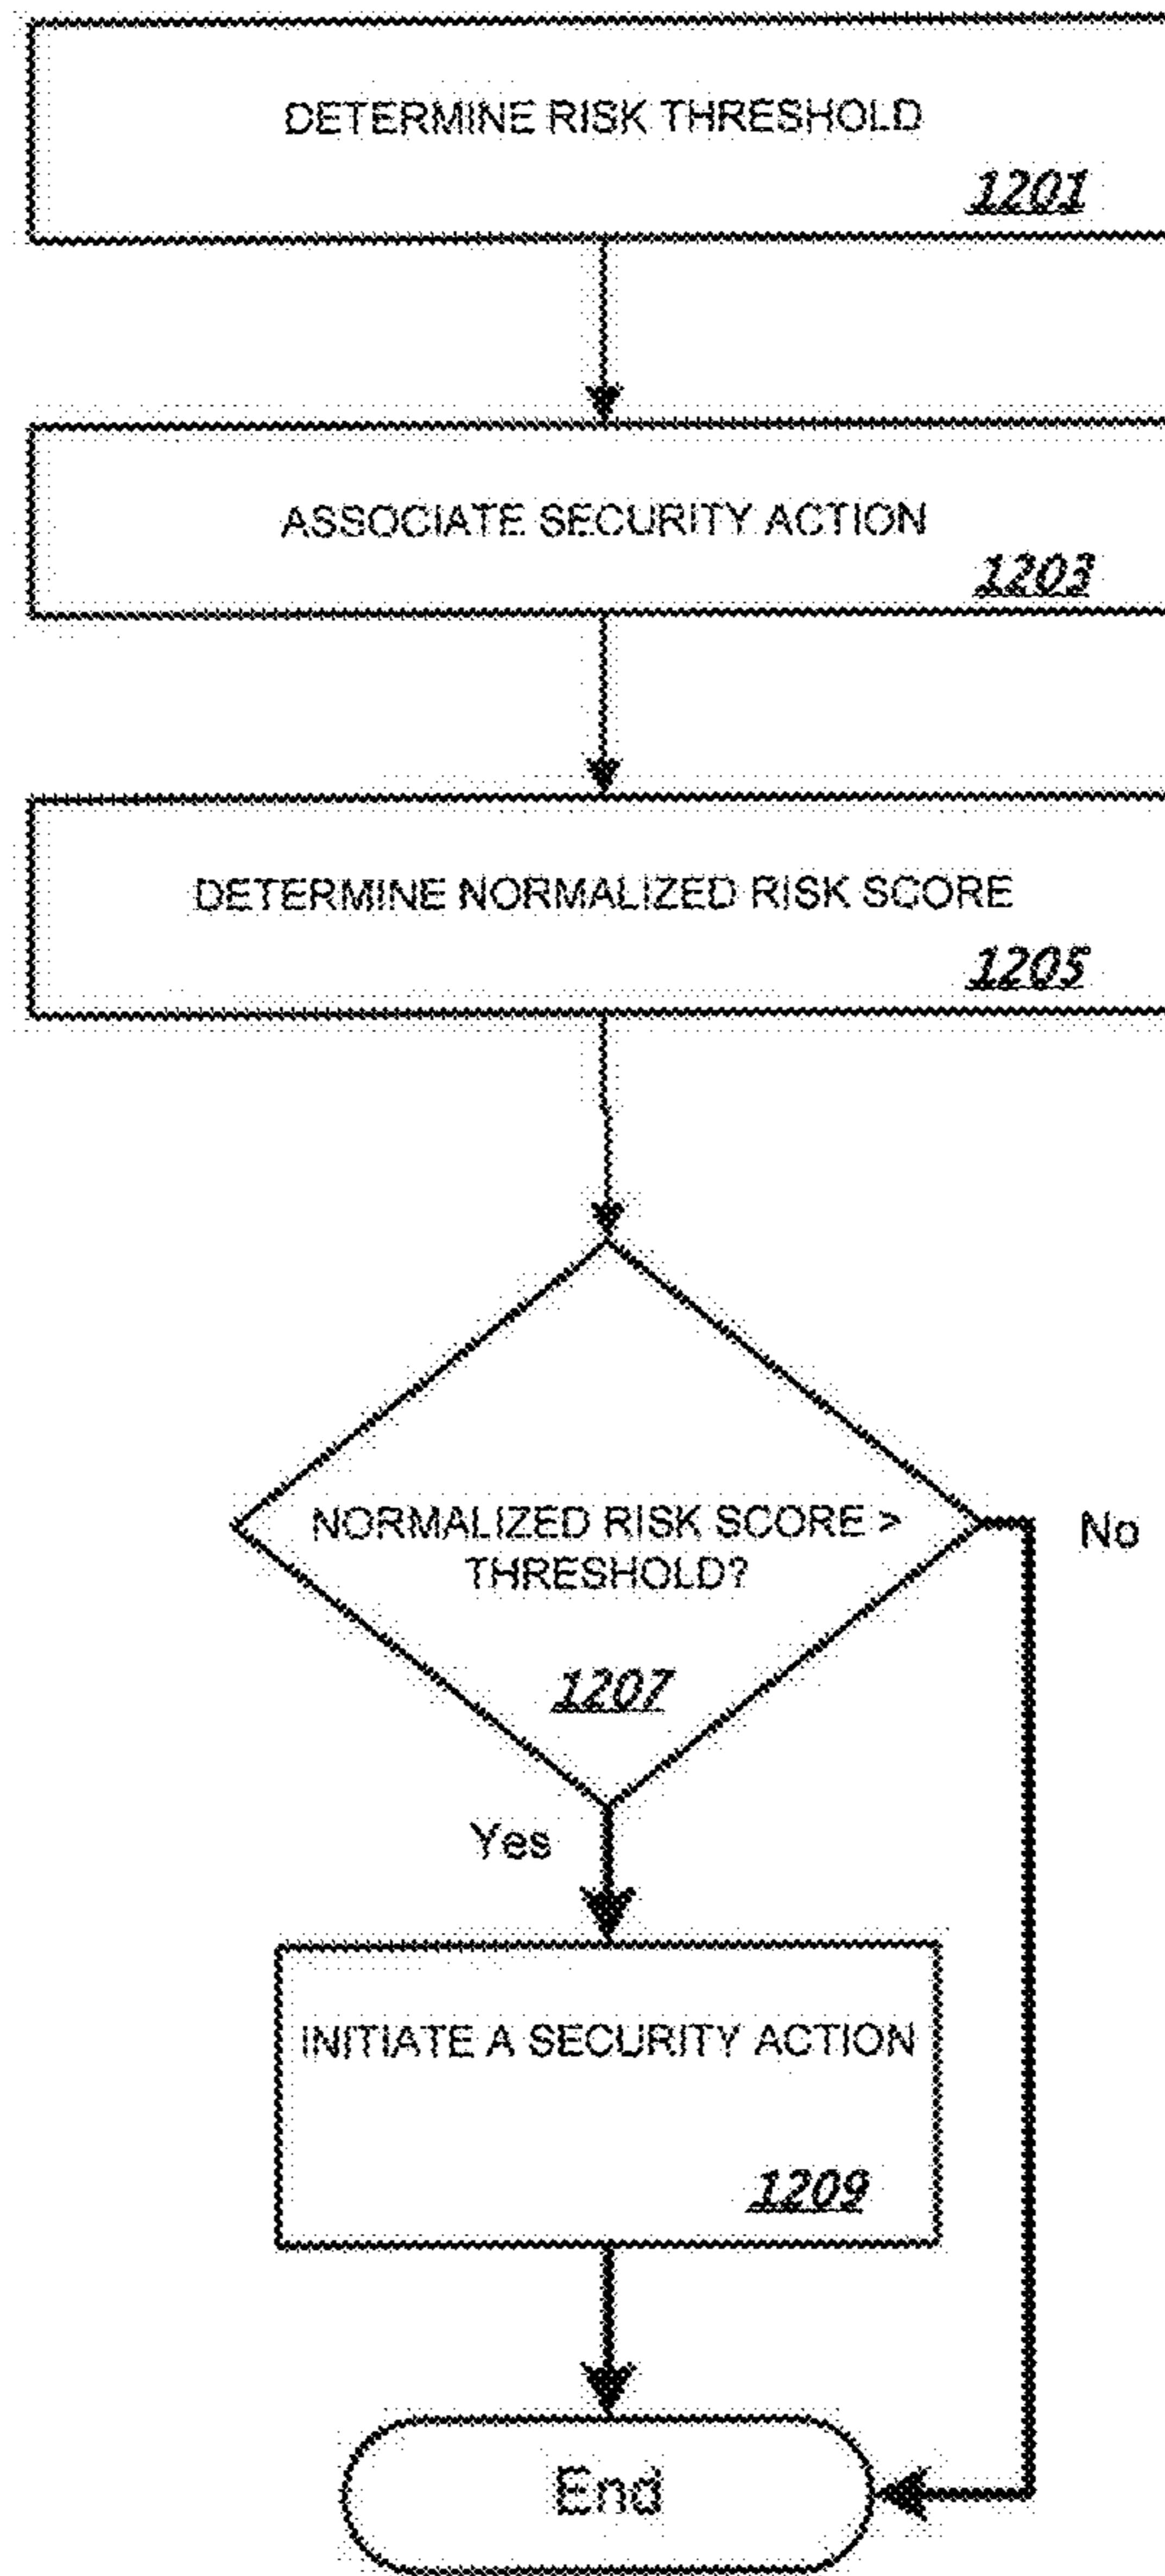 DETERMINE RISK THRESHOLD
1201
ASSOCIATE SECURITY ACTION
1203
DETERMINE NORMALIZED RISK SCORE
1205
NORMALIZED RISK SCORE >
THRESHOLD?
No
1207
Yes
INITIATE A SECURITY ACTION
1209
End